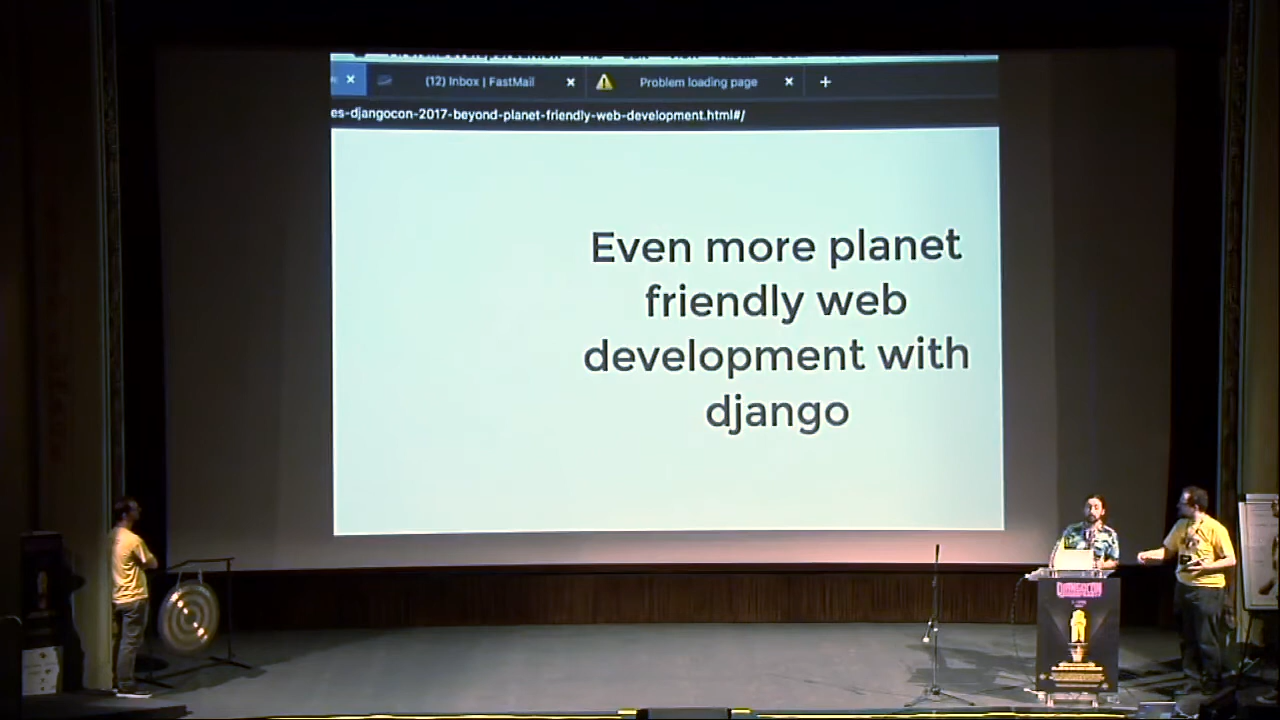 (12) Inbox | FastMail
Problem loading page
es-djangocon-2017-beyond-planet-friendly-web-development.html#/
Even more planet
friendly web
development with
django
DJANGOCON